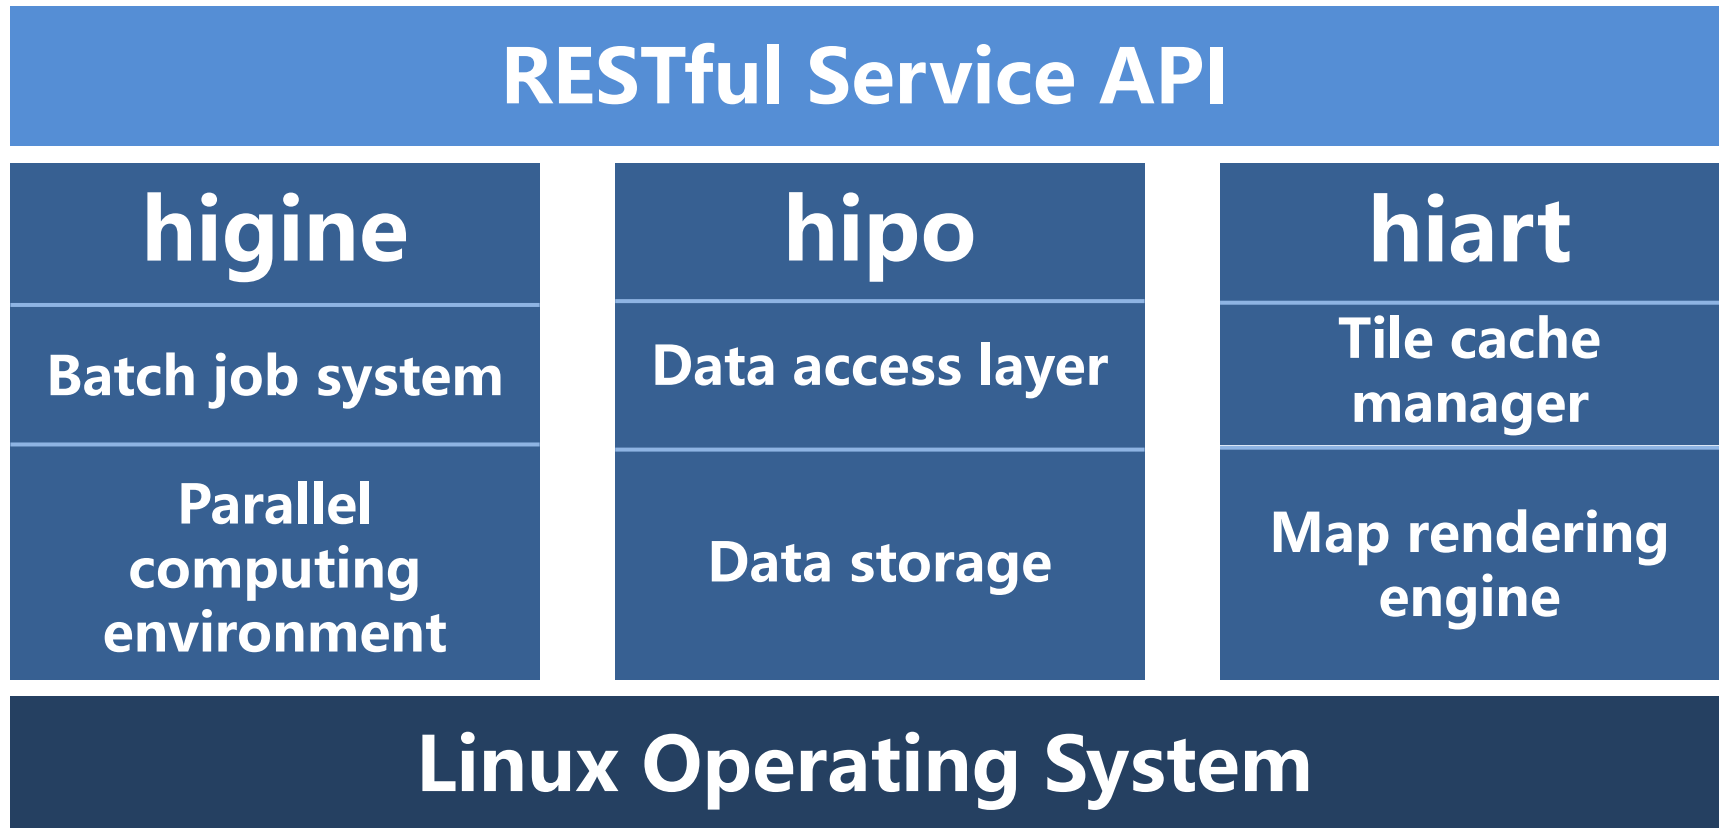 RESTful Service API
higine
Batch job system
Parallel
computing
environment
hipo
Data access layer
Data storage
hiart
Tile cache
manager
Map rendering
engine
Linux Operating System